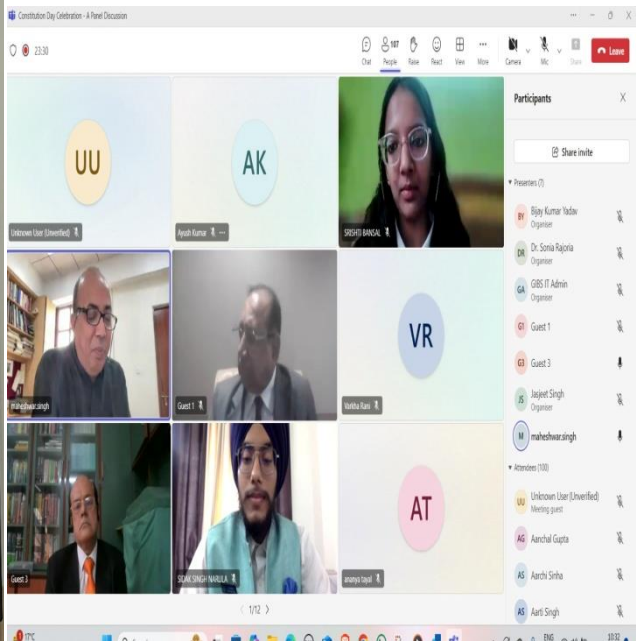 Constitution Day Celebration - A Panel Discussion
23:30
107
Chat People Raise React View More Camera Mic Share Leave
UU
Unknown User (Unverified)
AK
Ayush Kumar
SRISHTI BANSAL
maheshwar.singh
Guest 1
VR
Varkha Rani
Guest 3
SIDAK SINGH NARULA
AT
ananya tayal
1/12
Participants
Share invite
Presenters (7)
BY Bijay Kumar Yadav
Organiser
DR Dr. Sonia Rajoria
Organiser
GA GIBS IT Admin
Organiser
G1 Guest 1
G3 Guest 3
JS Jasjeet Singh
Organiser
M maheshwar.singh
Attendees (100)
UU Unknown User (Unverified)
Meeting guest
AG Aanchal Gupta
AS Aarchi Sinha
AS Aarti Singh
17°C
ENG
10:32